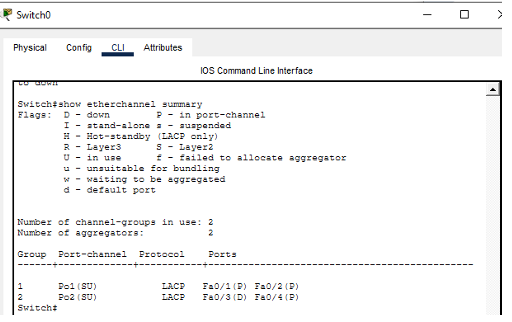 Switch0
Physical Config CLI Attributes
IOS Command Line Interface
to down
Switch#show etherchannel summary
Flags:  D - down        P - in port-channel
        I - stand-alone s - suspended
        H - Hot-standby (LACP only)
        R - Layer3      S - Layer2
        U - in use      f - failed to allocate aggregator
        u - unsuitable for bundling
        w - waiting to be aggregated
        d - default port
Number of channel-groups in use: 2
Number of aggregators:           2
Group  Port-channel  Protocol    Ports
------+-------------+-----------+----------------------------------------------
1      Po1(SU)           LACP   Fa0/1(P) Fa0/2(P)
2      Po2(SU)           LACP   Fa0/3(D) Fa0/4(P)
Switch#